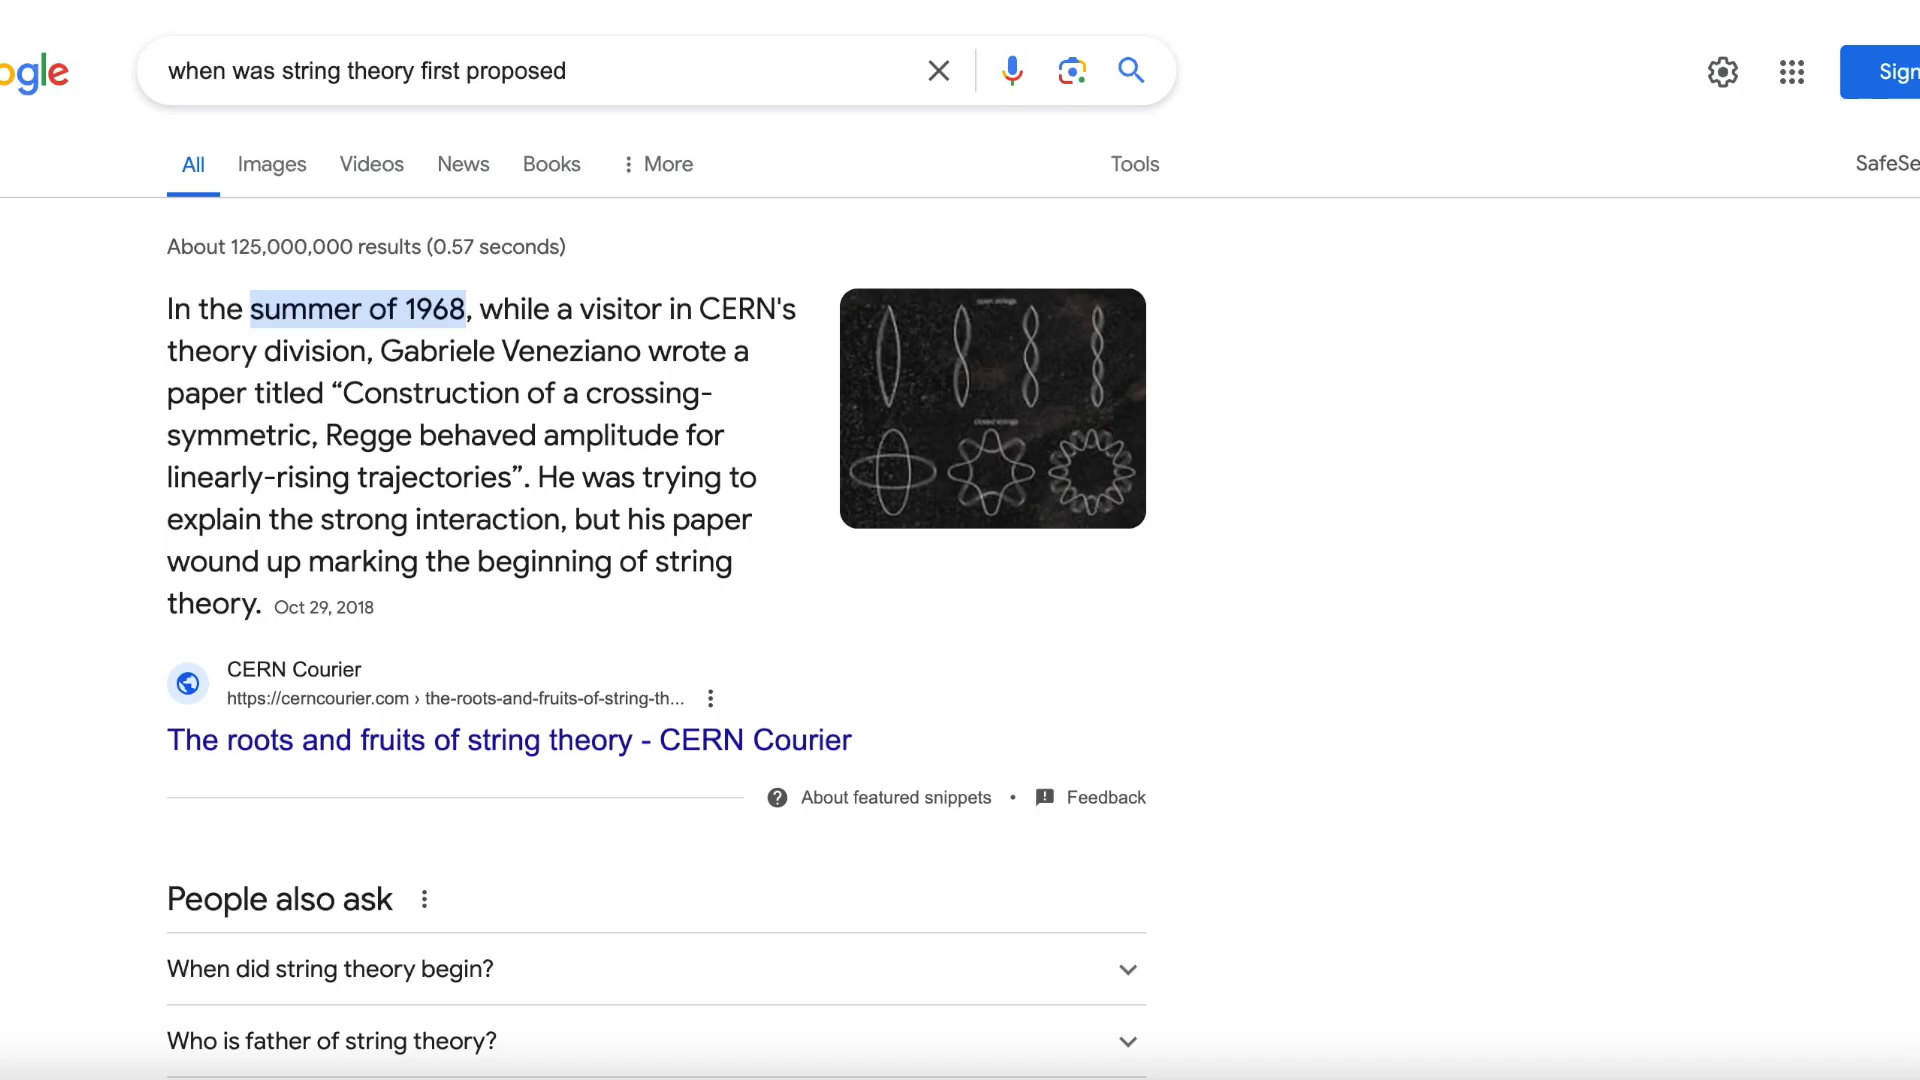 ogle
when was string theory first proposed
Sign
All Images Videos News Books More Tools SafeSe
About 125,000,000 results (0.57 seconds)
In the summer of 1968, while a visitor in CERN's
theory division, Gabriele Veneziano wrote a
paper titled “Construction of a crossing-
symmetric, Regge behaved amplitude for
linearly-rising trajectories”. He was trying to
explain the strong interaction, but his paper
wound up marking the beginning of string
theory. Oct 29, 2018
open strings
closed strings
CERN Courier
https://cerncourier.com › the-roots-and-fruits-of-string-th...
The roots and fruits of string theory - CERN Courier
About featured snippets • Feedback
People also ask
When did string theory begin?
Who is father of string theory?